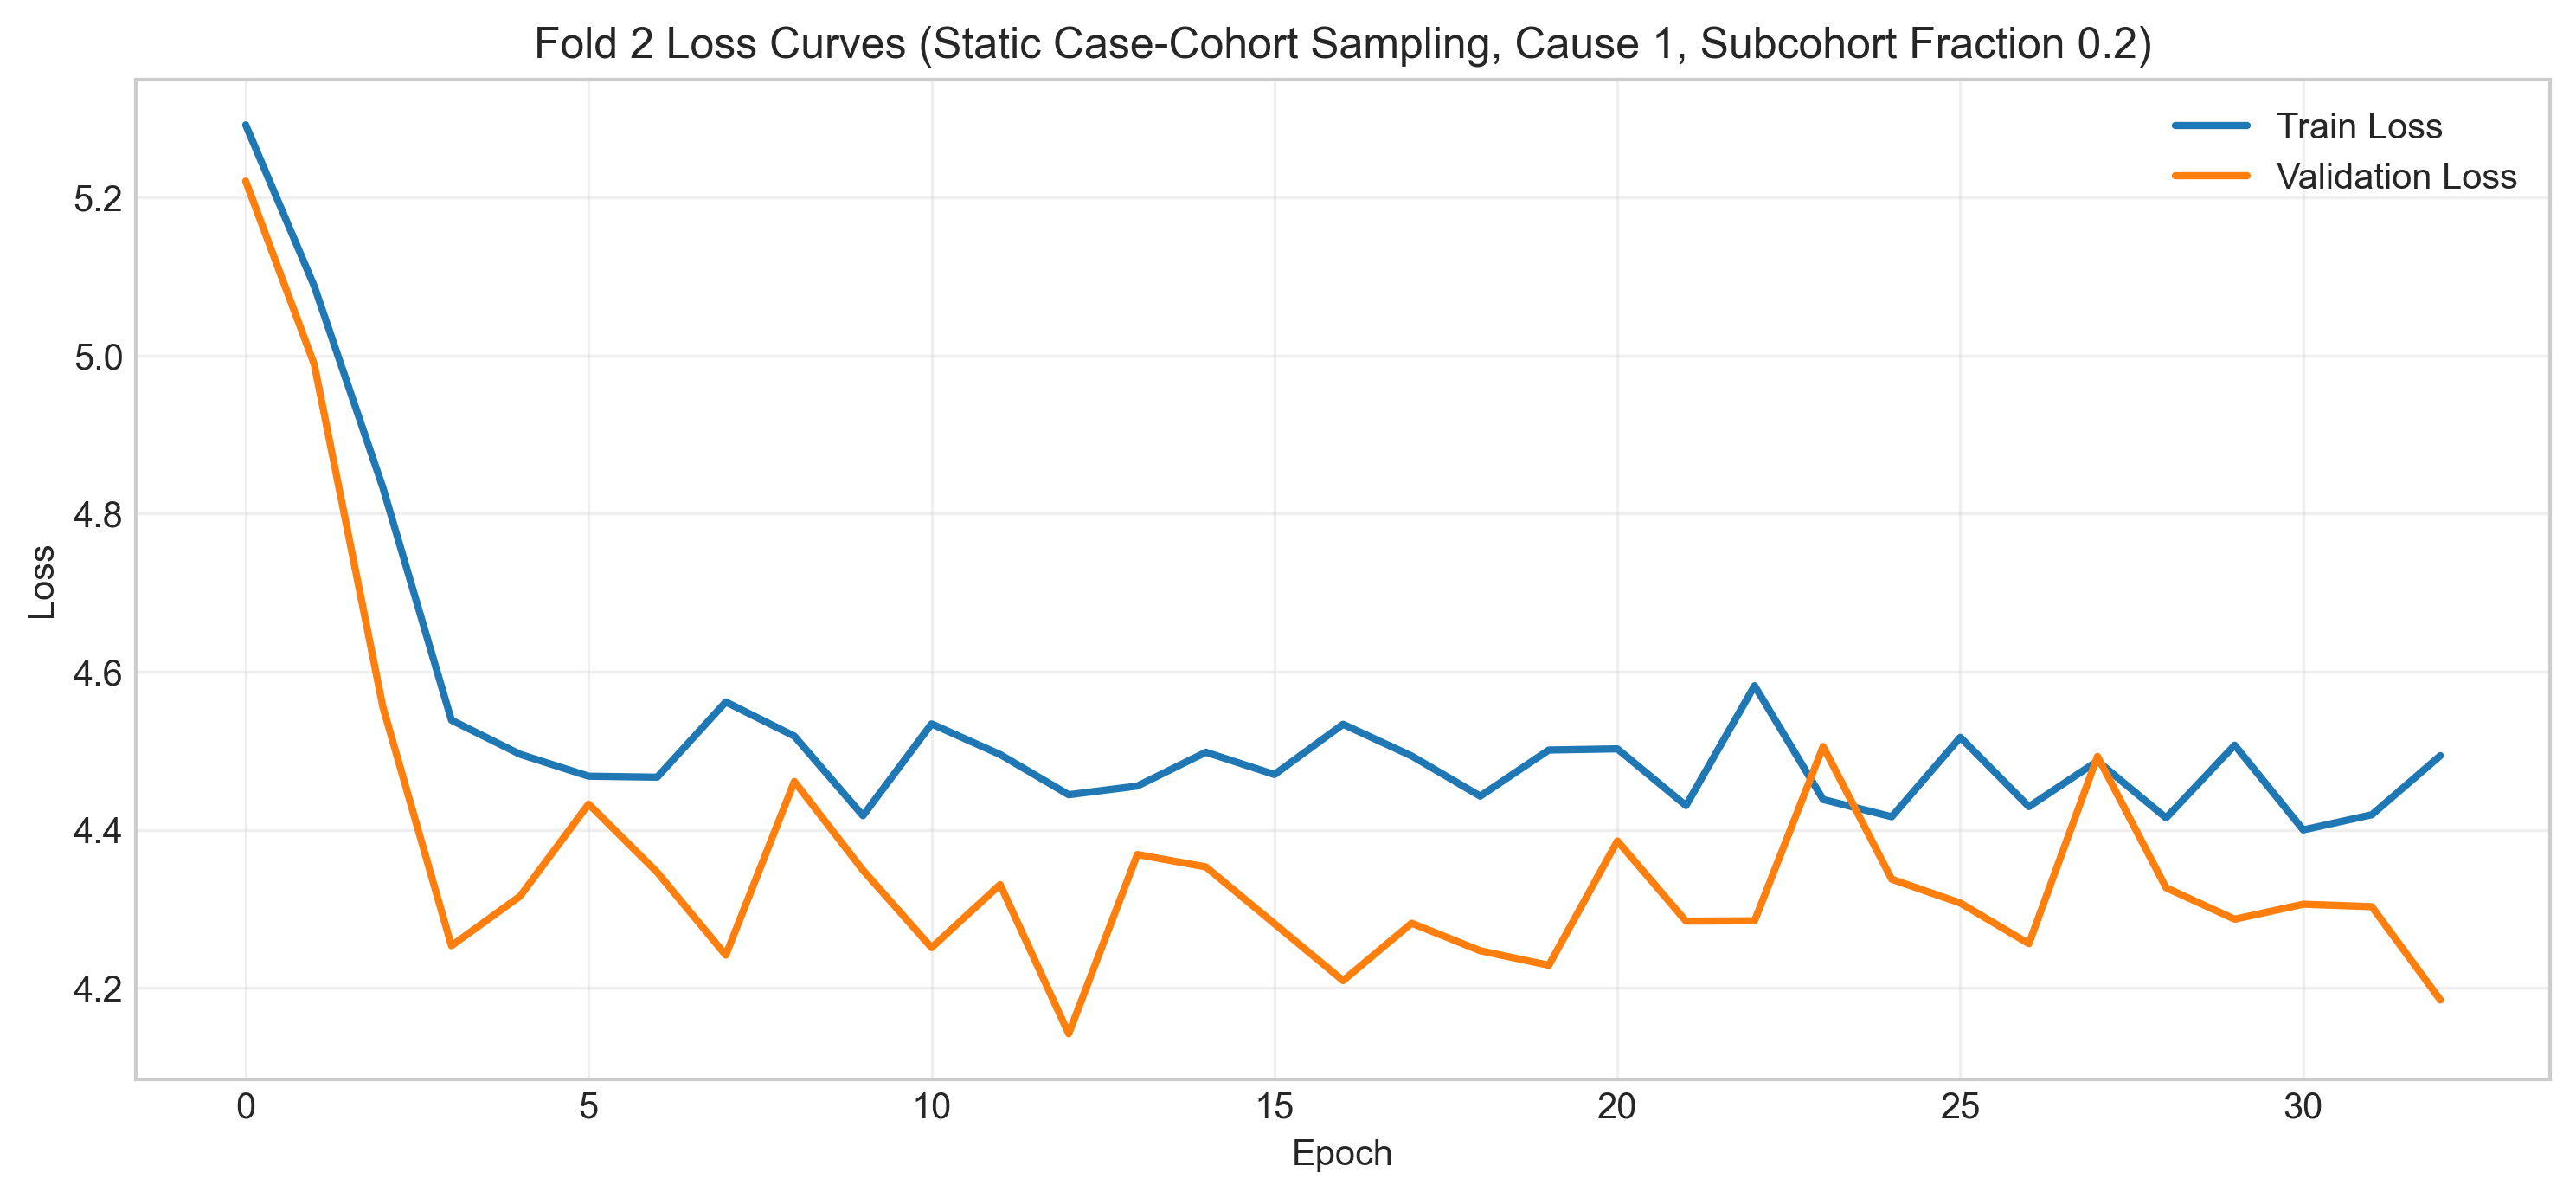 Fold 2 Loss Curves (Static Case-Cohort Sampling, Cause 1, Subcohort Fraction 0.2)
Train Loss
Validation Loss
5.2
5.0
4.8
4.6
4.4
4.2
Loss
0 5 10 15 20 25 30
Epoch